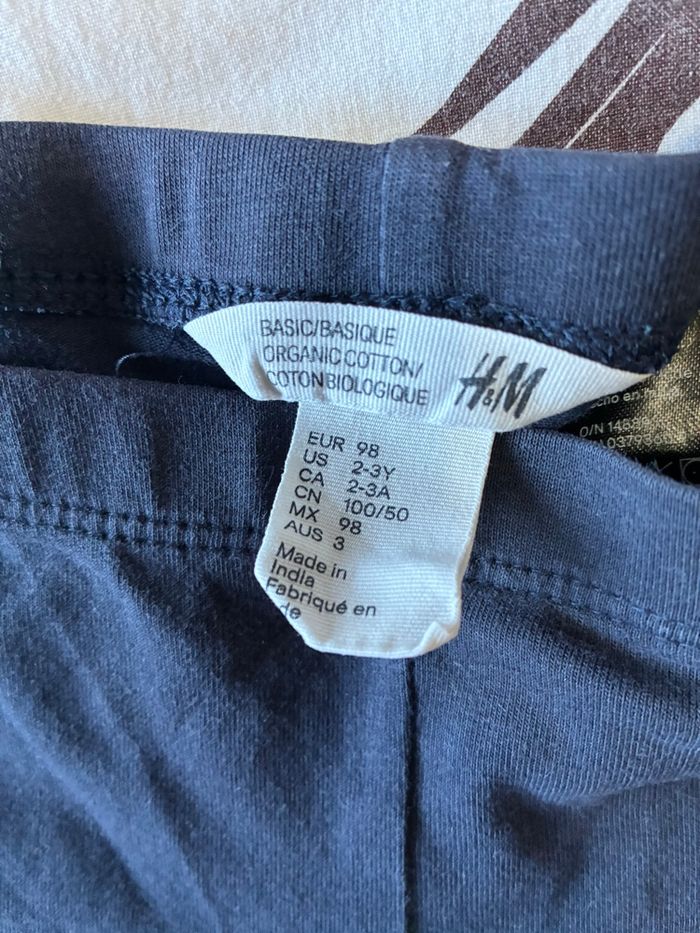 BASIC/BASIQUE
ORGANIC COTTON/
COTON BIOLOGIQUE
H&M
EUR 98
US 2-3Y
CA 2-3A
CN 100/50
MX 98
AUS 3
Made in
India
Fabriqué en
en
O/N